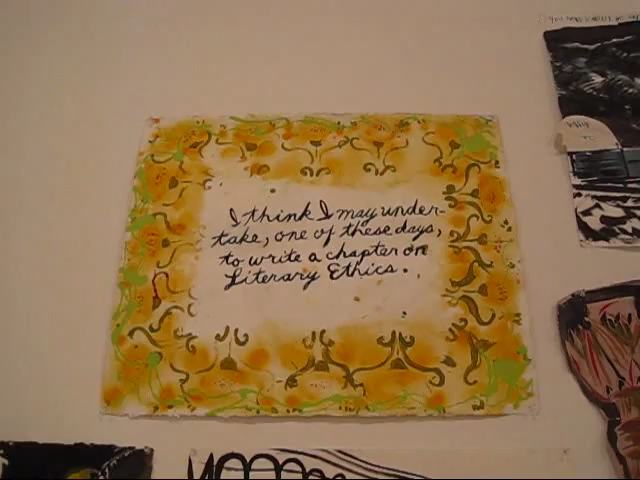 I think I may under-
take, one of these days,
to write a chapter on
Literary Ethics.